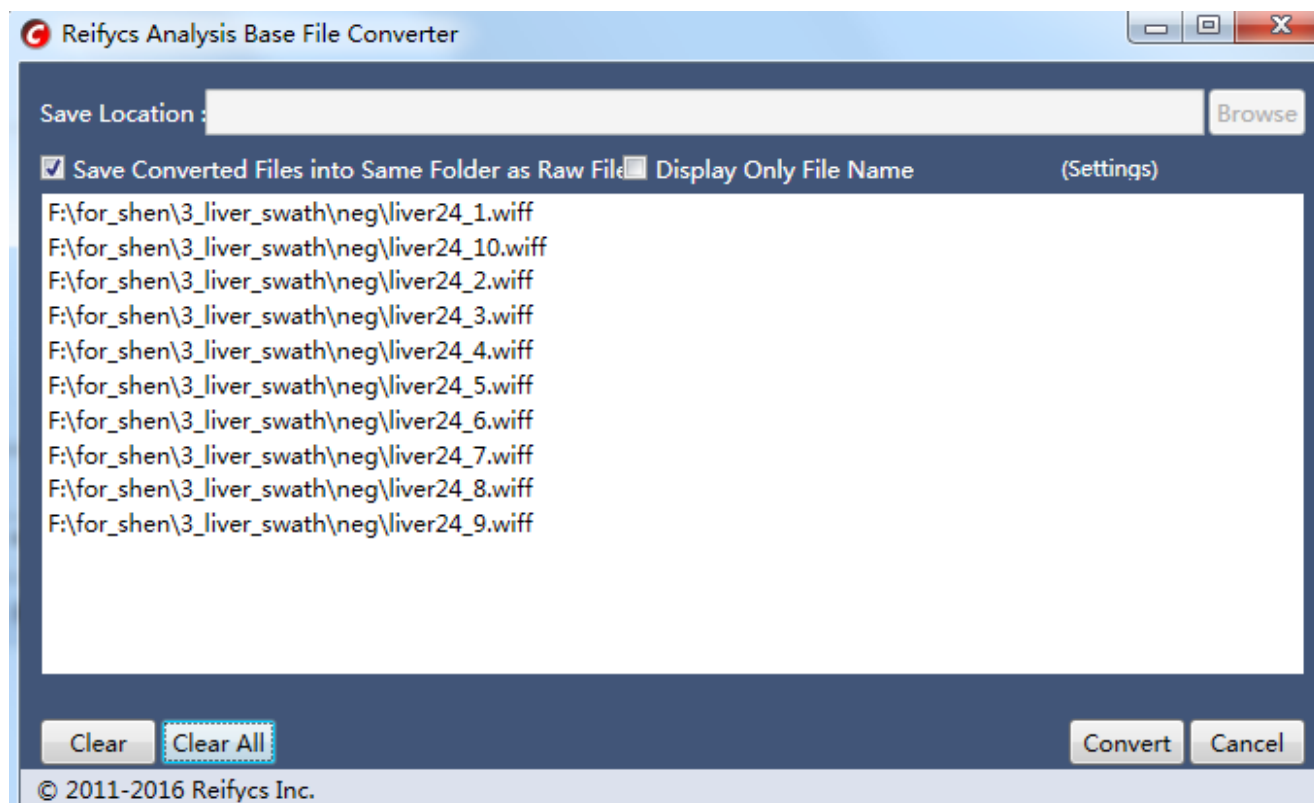 Reifycs Analysis Base File Converter
Save Location :
Browse
Save Converted Files into Same Folder as Raw File
Display Only File Name
(Settings)
F:\for_shen\3_liver_swath\neg\liver24_1.wiff
F:\for_shen\3_liver_swath\neg\liver24_10.wiff
F:\for_shen\3_liver_swath\neg\liver24_2.wiff
F:\for_shen\3_liver_swath\neg\liver24_3.wiff
F:\for_shen\3_liver_swath\neg\liver24_4.wiff
F:\for_shen\3_liver_swath\neg\liver24_5.wiff
F:\for_shen\3_liver_swath\neg\liver24_6.wiff
F:\for_shen\3_liver_swath\neg\liver24_7.wiff
F:\for_shen\3_liver_swath\neg\liver24_8.wiff
F:\for_shen\3_liver_swath\neg\liver24_9.wiff
Clear
Clear All
Convert
Cancel
© 2011-2016 Reifycs Inc.